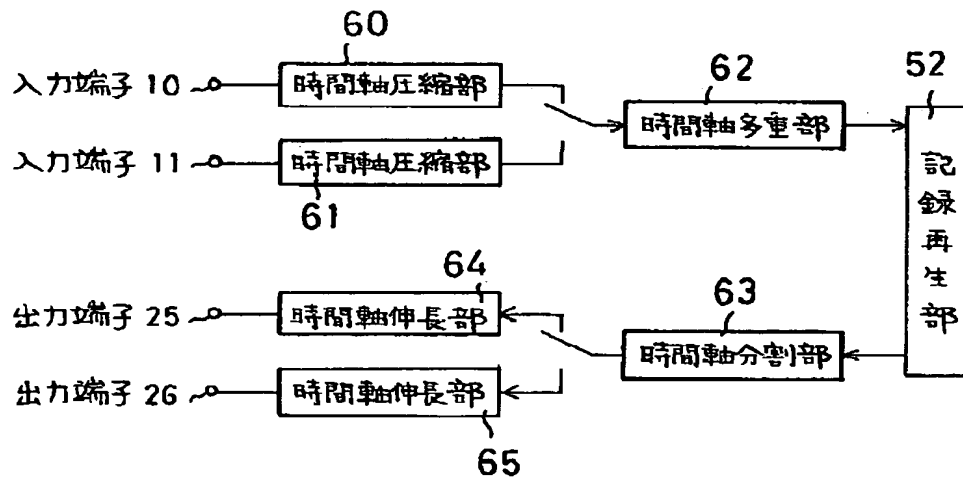 60
入力端子 10
時間軸圧縮部
62
時間軸多重部
52
記録再生部
入力端子 11
時間軸圧縮部
61
64
出力端子 25
時間軸伸長部
63
時間軸分割部
出力端子 26
時間軸伸長部
65